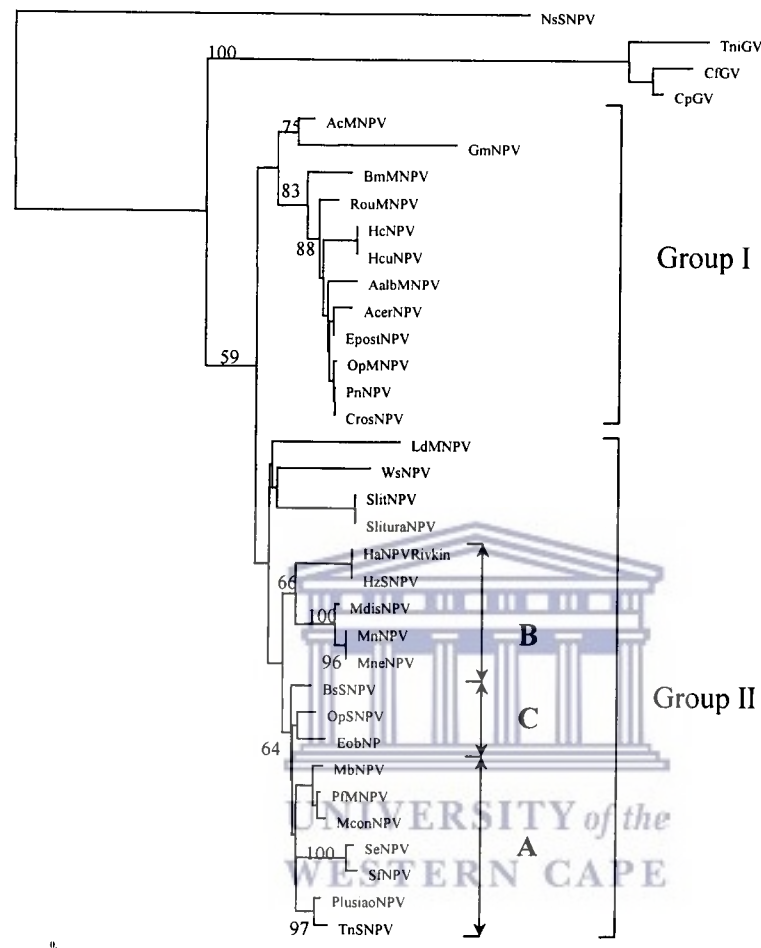 NsSNPV
100
TniGV
CfGV
CpGV
75
AcMNPV
GmNPV
BmMNPV
83
RouMNPV
HcNPV
88
HcuNPV
Group I
AalbMNPV
AcerNPV
EpostNPV
59
OpMNPV
PnNPV
CrosNPV
LdMNPV
WsNPV
SlitNPV
SlituraNPV
HaNPVRivkin
66
HzSNPV
MdisNPV
100
MnNPV
B
96
MneNPV
BsSNPV
Group II
OpSNPV
C
EobNP
64
MbNPV
PfMNPV
MconNPV
UNIVERSITY of the
SeNPV
A
100
SfNPV
WESTERN CAPE
PlusiaoNPV
97
TnSNPV
0.